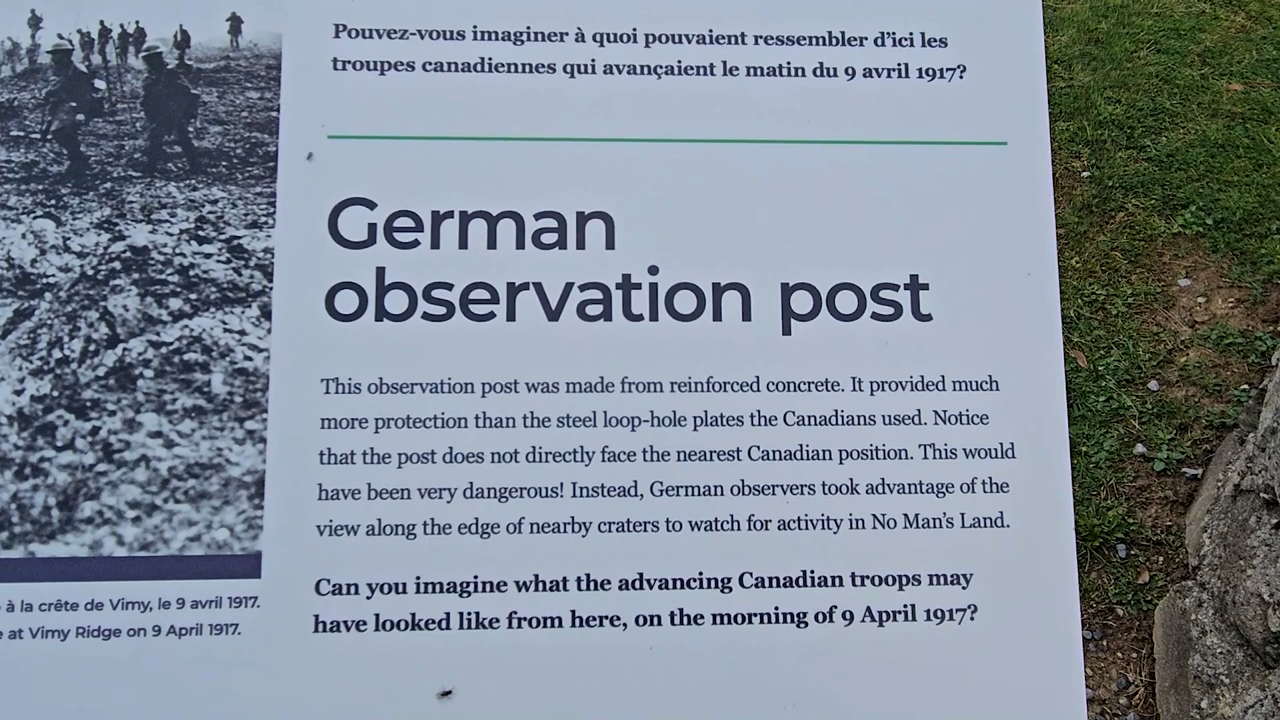 Pouvez-vous imaginer à quoi pouvaient ressembler d'ici les
troupes canadiennes qui avançaient le matin du 9 avril 1917?
German
observation post
This observation post was made from reinforced concrete. It provided much
more protection than the steel loop-hole plates the Canadians used. Notice
that the post does not directly face the nearest Canadian position. This would
have been very dangerous! Instead, German observers took advantage of the
view along the edge of nearby craters to watch for activity in No Man's Land.
Can you imagine what the advancing Canadian troops may
have looked like from here, on the morning of 9 April 1917?
à la crête de Vimy, le 9 avril 1917.
at Vimy Ridge on 9 April 1917.